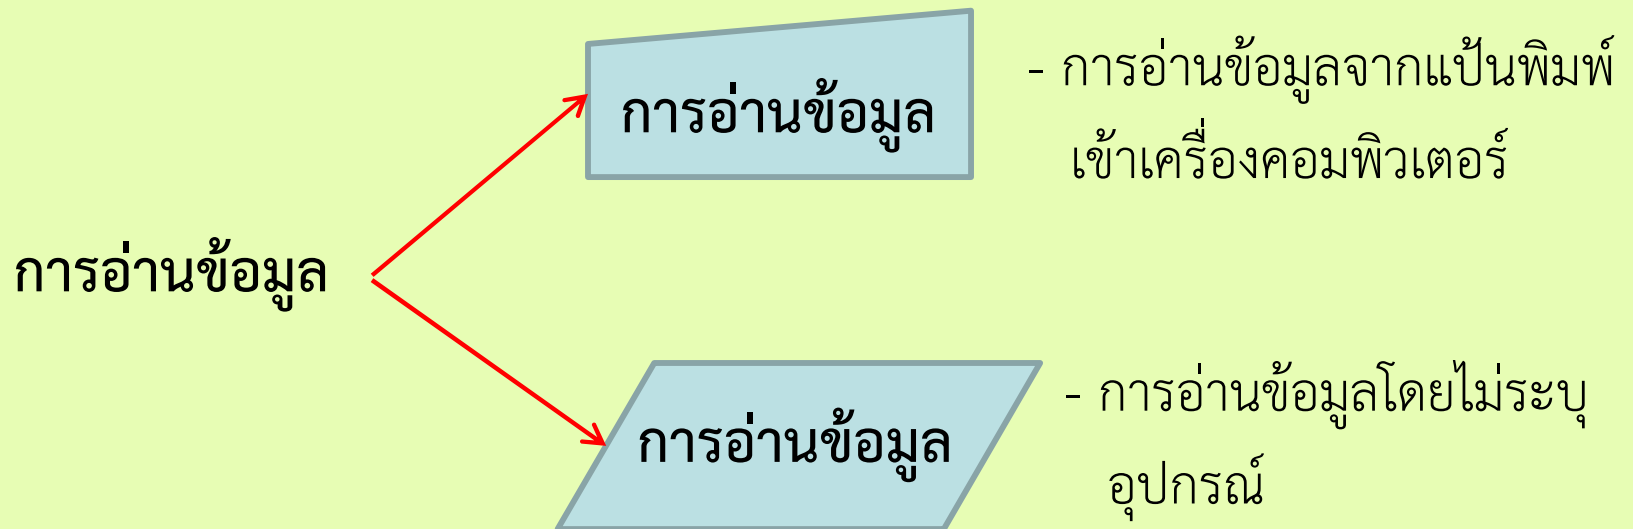 การอ่านข้อมูล
- การอ่านข้อมูลจากแป้นพิมพ์
เข้าเครื่องคอมพิวเตอร์
การอ่านข้อมูล
การอ่านข้อมูล
- การอ่านข้อมูลโดยไม่ระบุ
อุปกรณ์